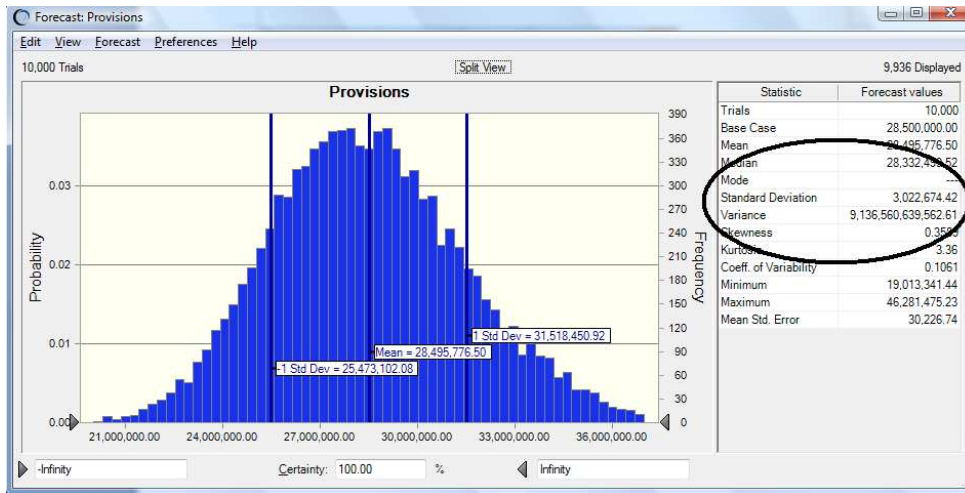 Forecast: Provisions
Edit View Forecast Preferences Help
10,000 Trials Split View 9,936 Displayed
Provisions
Probability
0.03
0.02
0.01
0.00
390
360
330
300
270
240
210
180
150
120
90
60
30
0
Frequency
1 Std Dev = 31,518,450.92
Mean = 28,495,776.50
-1 Std Dev = 25,473,102.08
21,000,000.00 24,000,000.00 27,000,000.00 30,000,000.00 33,000,000.00 36,000,000.00
Statistic Forecast values
Trials 10,000
Base Case 28,500,000.00
Mean 28,495,776.50
Median
Mode ---
Standard Deviation 3,022,674.42
Variance 9,136,560,639,562.61
Skewness
Kurtosis 3.36
Coeff. of Variability 0.1061
Minimum 19,013,341.44
Maximum 46,281,475.23
Mean Std. Error 30,226.74
-Infinity Certainty: 100.00 % Infinity